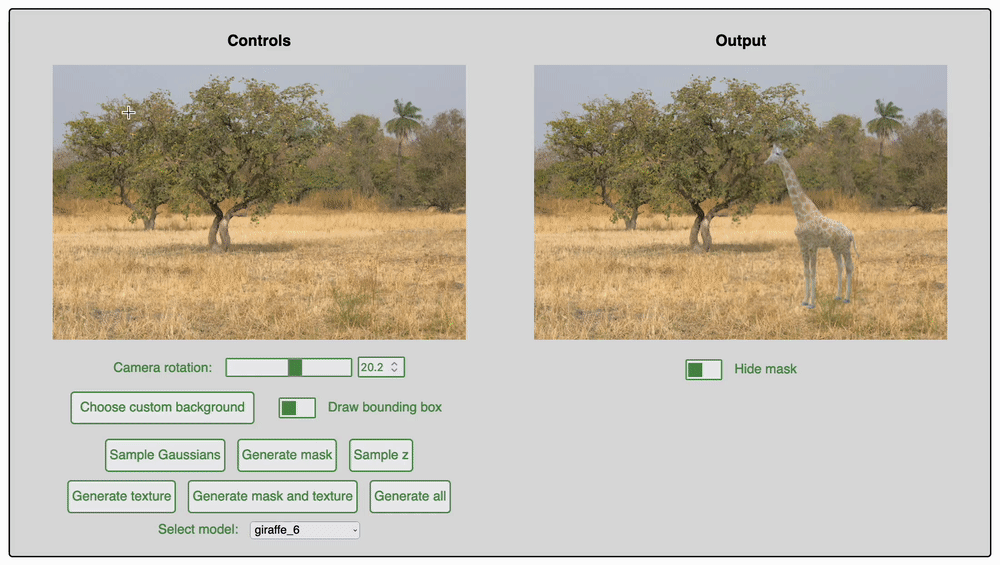 Controls
Output
Camera rotation: 20.2
Hide mask
Choose custom background
Draw bounding box
Sample Gaussians
Generate mask
Sample z
Generate texture
Generate mask and texture
Generate all
Select model: giraffe_6